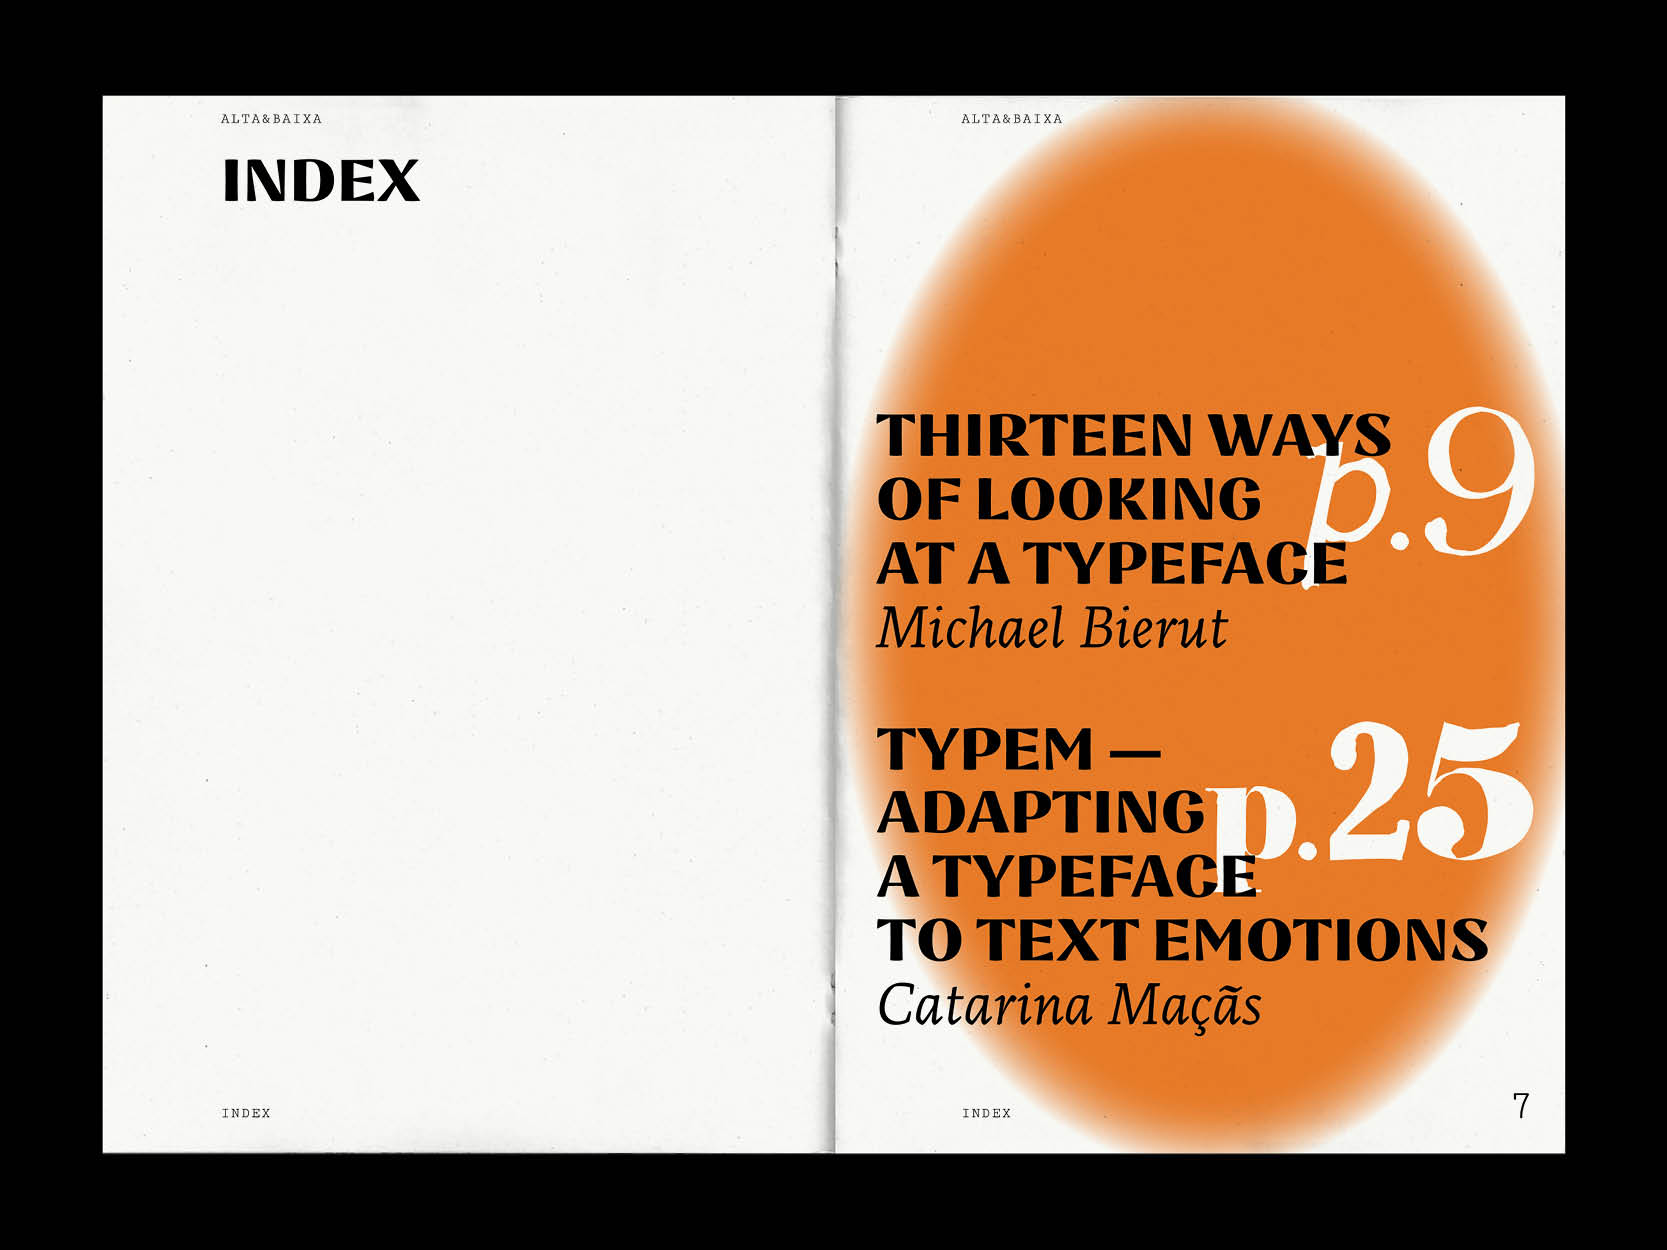 ALTA&BAIXA
INDEX
INDEX
ALTA&BAIXA
THIRTEEN WAYS
OF LOOKING
AT A TYPEFACE
p.9
Michael Bierut
TYPEM —
ADAPTING
A TYPEFACE
p.25
TO TEXT EMOTIONS
Catarina Maçãs
INDEX
7